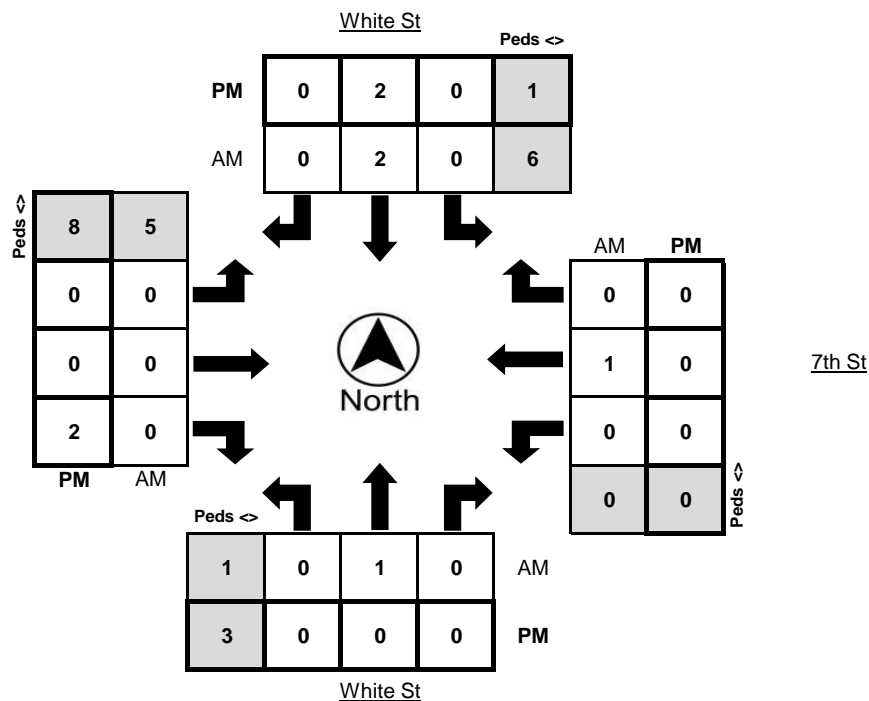 White St
Peds <>
PM 0 2 0 1
AM 0 2 0 6
Peds <>
8 5
0 0
0 0
2 0
PM AM
AM PM
0 0
1 0
0 0
0 0
Peds <>
7th St
North
Peds <>
1 0 1 0 AM
3 0 0 0 PM
White St